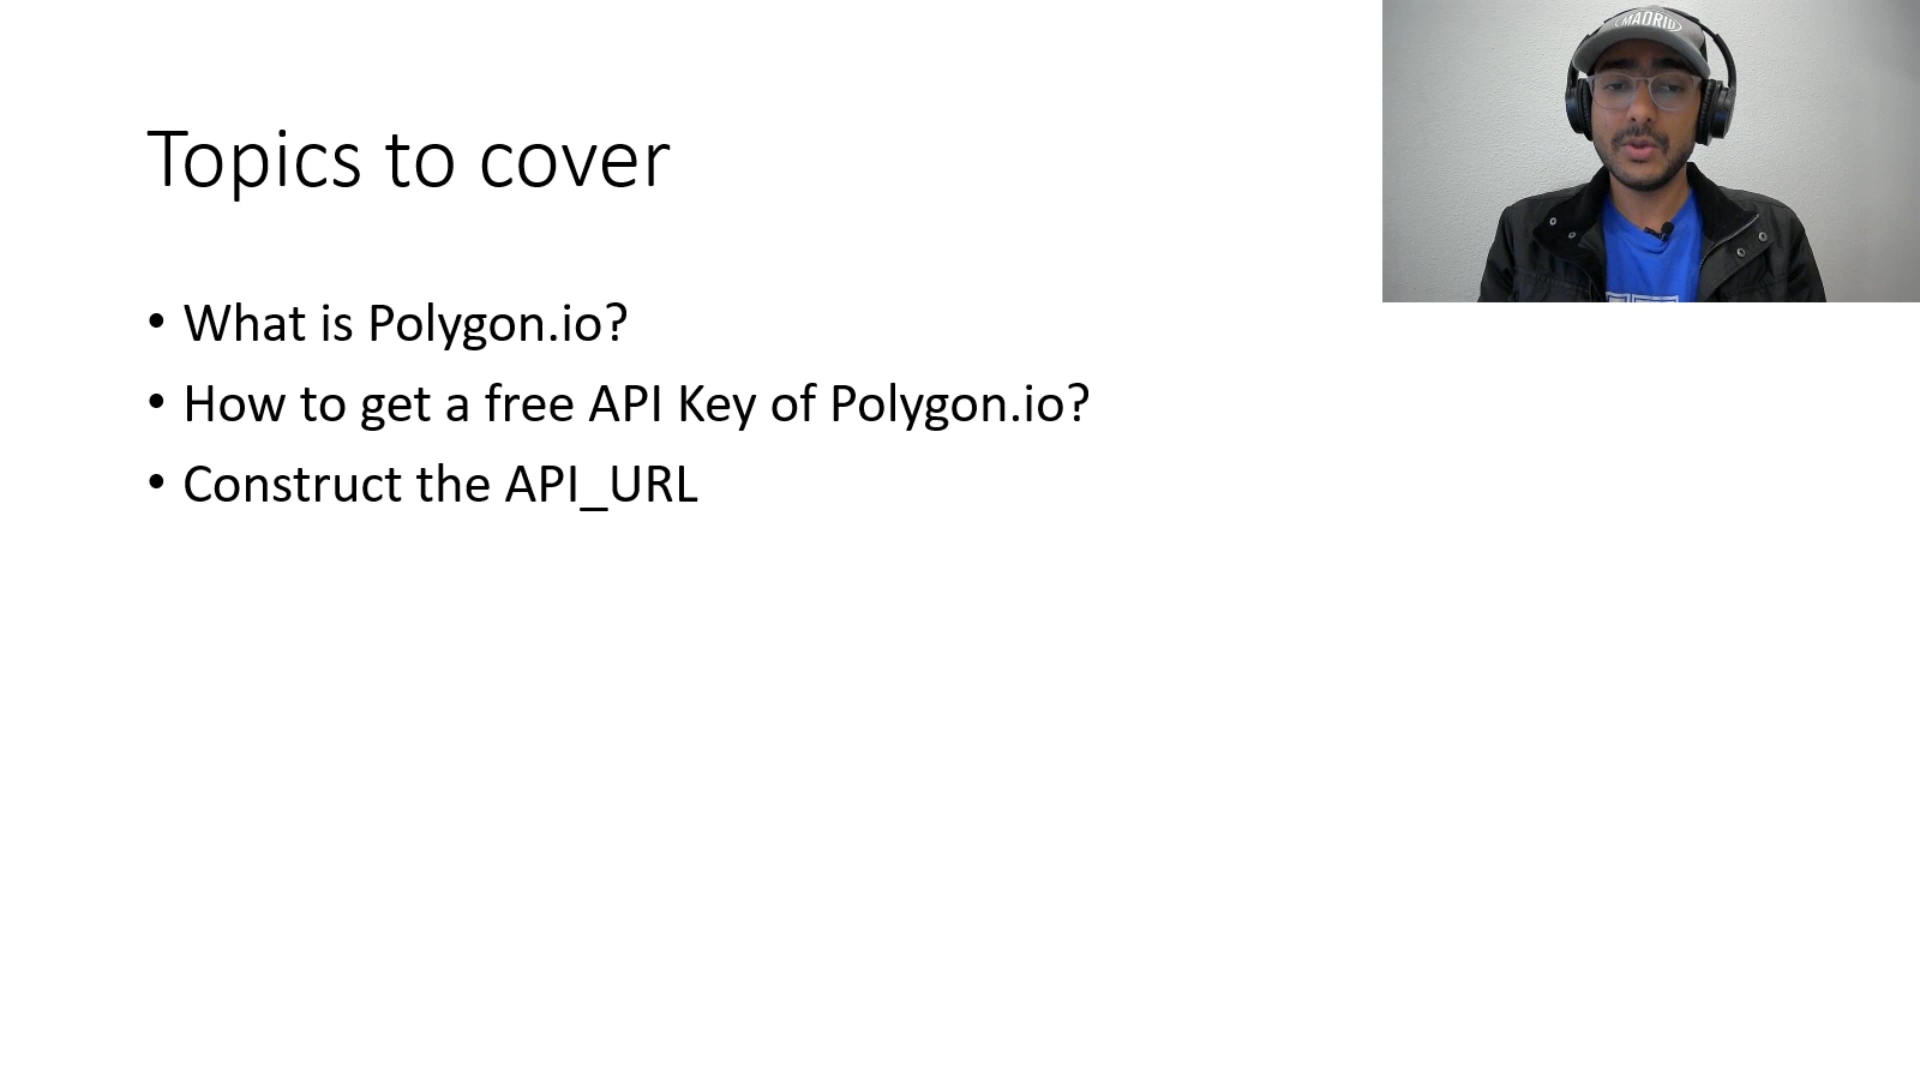 Topics to cover
• What is Polygon.io?
• How to get a free API Key of Polygon.io?
• Construct the API_URL
MADRID